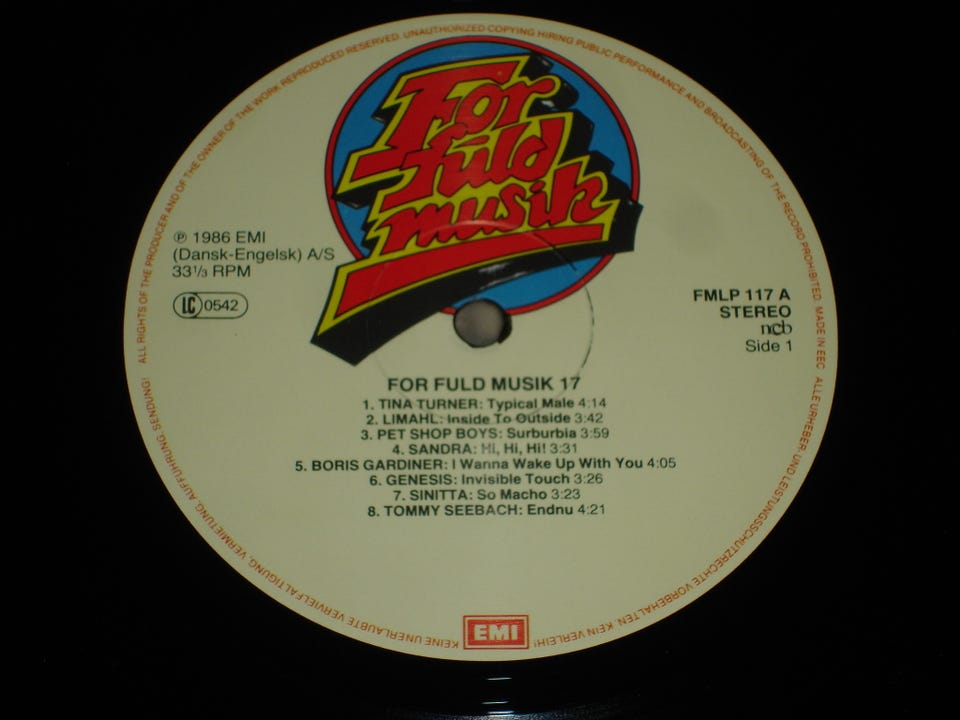 ALL RIGHTS OF THE PRODUCER AND OF THE OWNER OF THE WORK REPRODUCED RESERVED. UNAUTHORIZED COPYING HIRING PUBLIC PERFORMANCE AND BROADCASTING OF THE RECORD PROHIBITED. MADE IN EEC
For
fuld
musik
℗ 1986 EMI
(Dansk-Engelsk) A/S
33⅓ RPM
LC 0542
FMLP 117 A
STEREO
ncb
Side 1
FOR FULD MUSIK 17
1. TINA TURNER: Typical Male 4:14
2. LIMAHL: Inside To Outside 3:42
3. PET SHOP BOYS: Surburbia 3:59
4. SANDRA: Hi, Hi, Hi! 3:31
5. BORIS GARDINER: I Wanna Wake Up With You 4:05
6. GENESIS: Invisible Touch 3:26
7. SINITTA: So Macho 3:23
8. TOMMY SEEBACH: Endnu 4:21
ALLE URHEBER- UND LEISTUNGSSCHUTZRECHTE VORBEHALTEN. KEIN VERLEIH! KEINE UNERLAUBTE VERVIELFÄLTIGUNG, VERMIETUNG, AUFFÜHRUNG, SENDUNG!
EMI